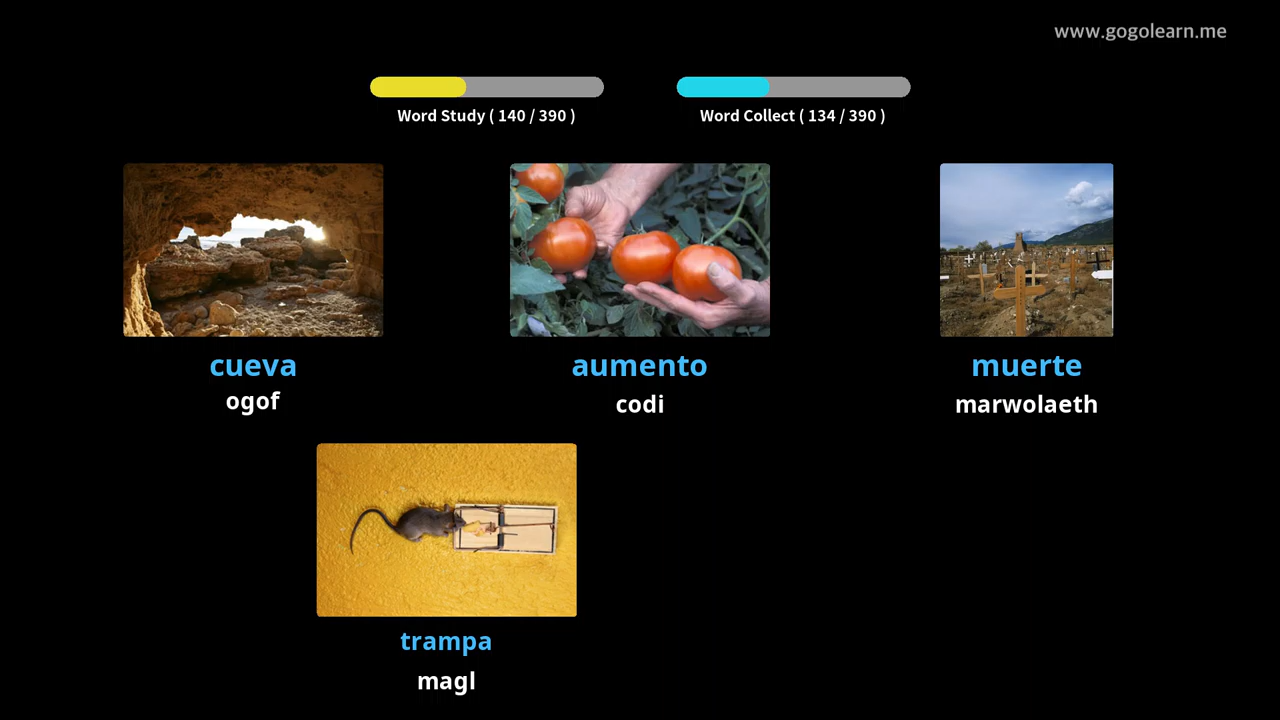 www.gogolearn.me
Word Study ( 140 / 390 )
Word Collect ( 134 / 390 )
cueva
ogof
aumento
codi
muerte
marwolaeth
trampa
magl